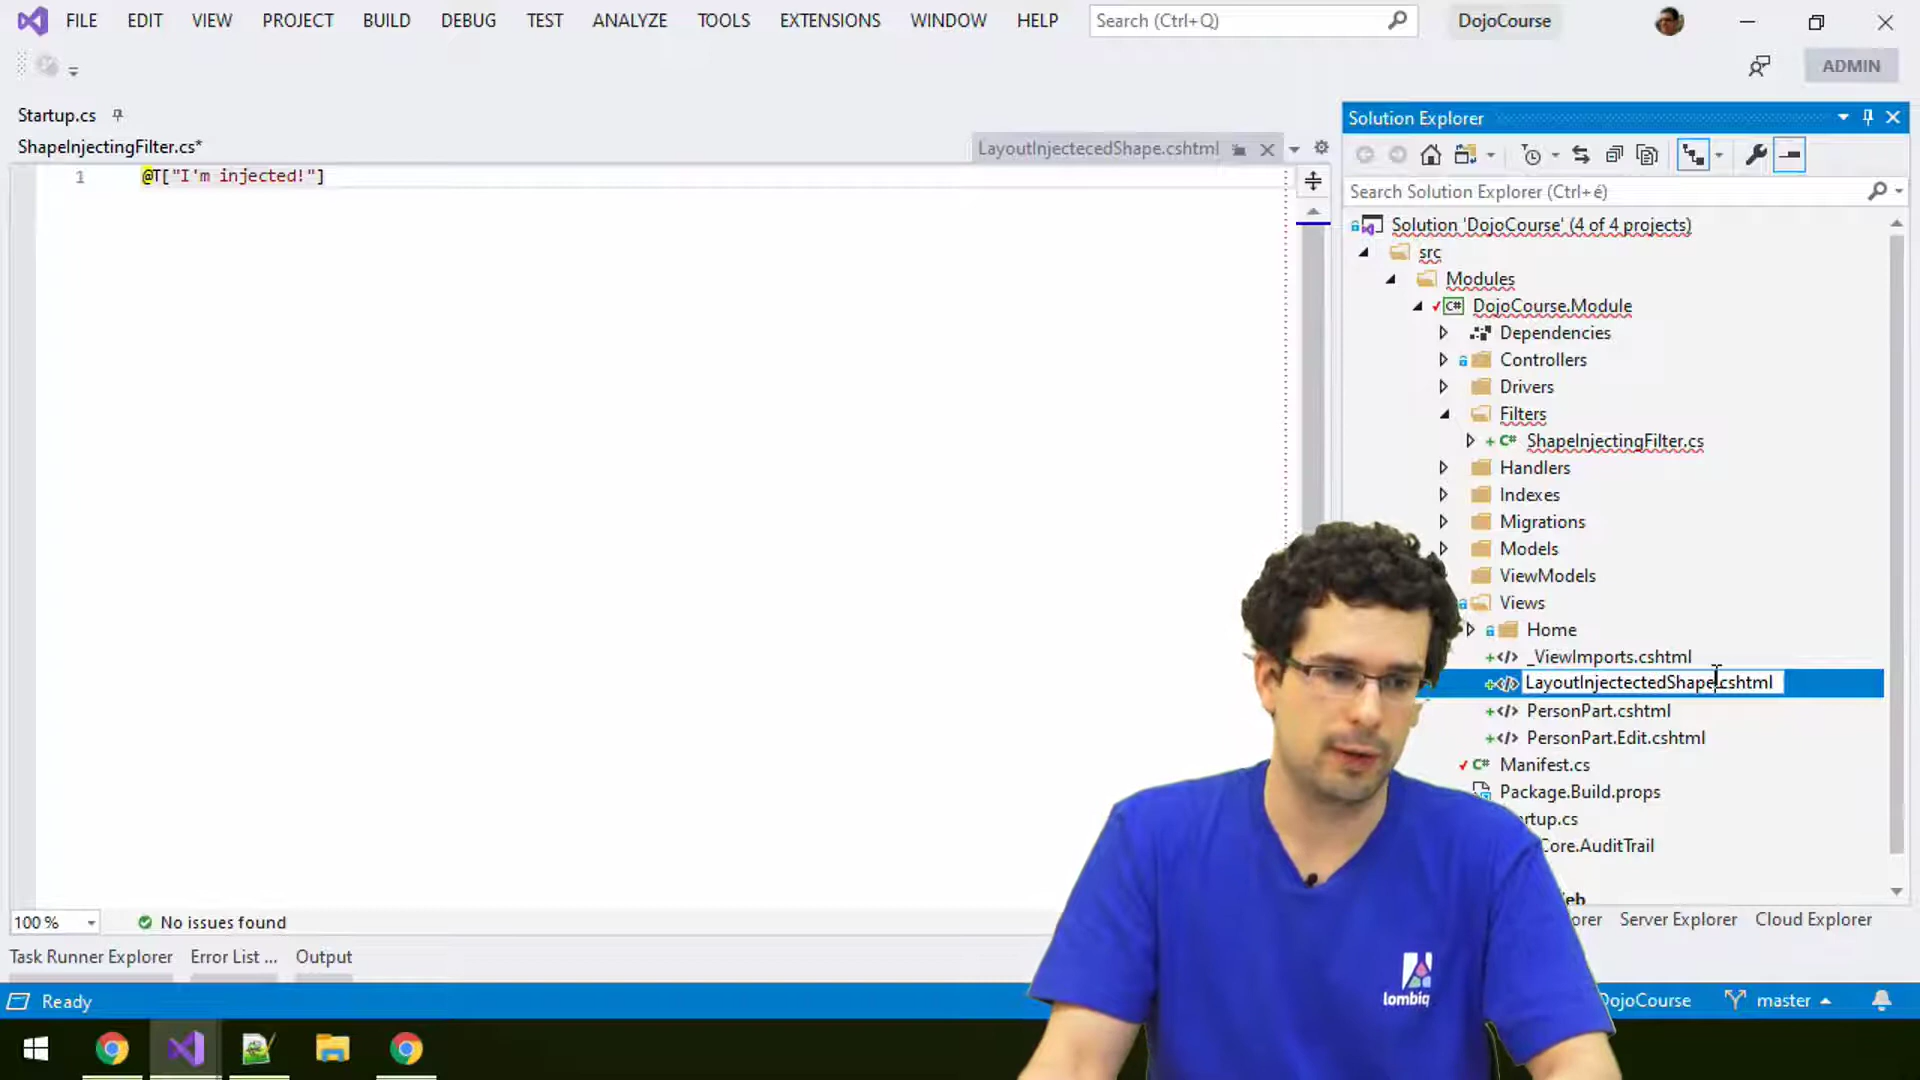 FILE EDIT VIEW PROJECT BUILD DEBUG TEST ANALYZE TOOLS EXTENSIONS WINDOW HELP Search (Ctrl+Q) DojoCourse
ADMIN
Startup.cs
ShapeInjectingFilter.cs*
LayoutInjectecedShape.cshtml
1 @T["I'm injected!"]
Solution Explorer
Search Solution Explorer (Ctrl+é)
Solution 'DojoCourse' (4 of 4 projects)
src
Modules
DojoCourse.Module
Dependencies
Controllers
Drivers
Filters
ShapeInjectingFilter.cs
Handlers
Indexes
Migrations
Models
ViewModels
Views
Home
_ViewImports.cshtml
LayoutInjectectedShape.cshtml
PersonPart.cshtml
PersonPart.Edit.cshtml
Manifest.cs
Package.Build.props
rtup.cs
Core.AuditTrail
eb
100 % No issues found
orer Server Explorer Cloud Explorer
Task Runner Explorer Error List ... Output
Ready
DojoCourse master
lombiq